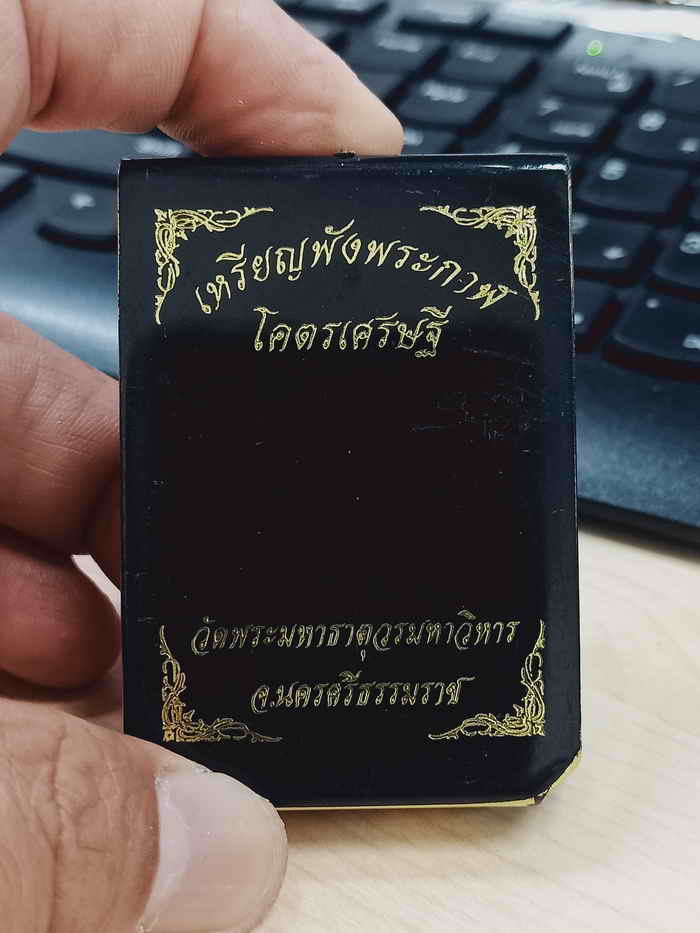 เหรียญพังพระกาฬ
โคตรเศรษฐี
วัดพระมหาธาตุวรมหาวิหาร
จ.นครศรีธรรมราช